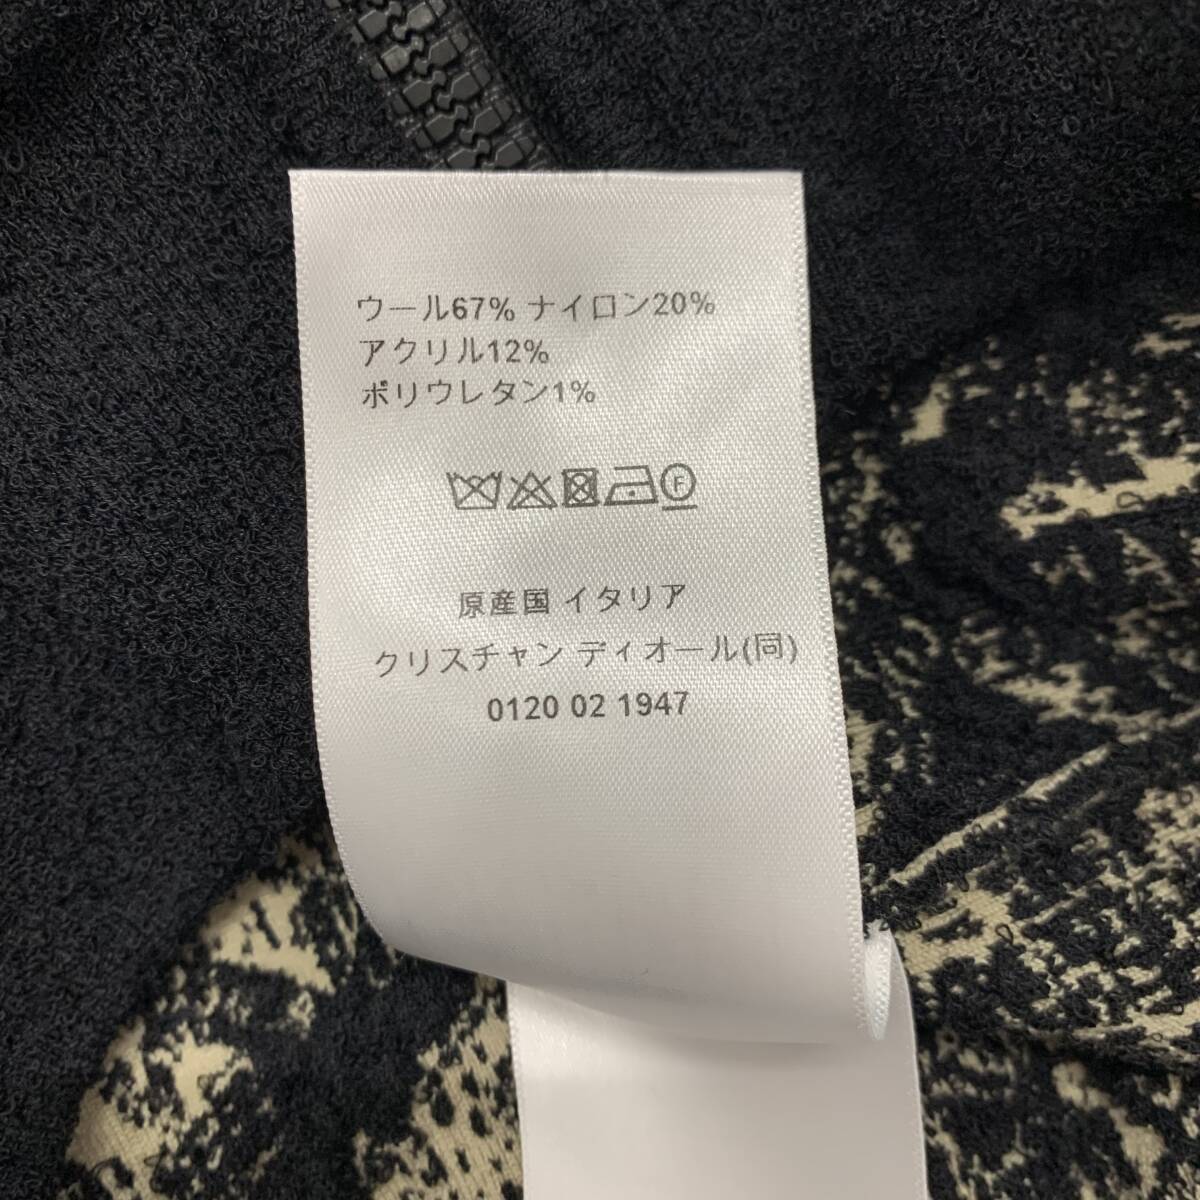 ウール67% ナイロン20%
アクリル12%
ポリウレタン1%
F
原産国 イタリア
クリスチャン ディオール(同)
0120 02 1947